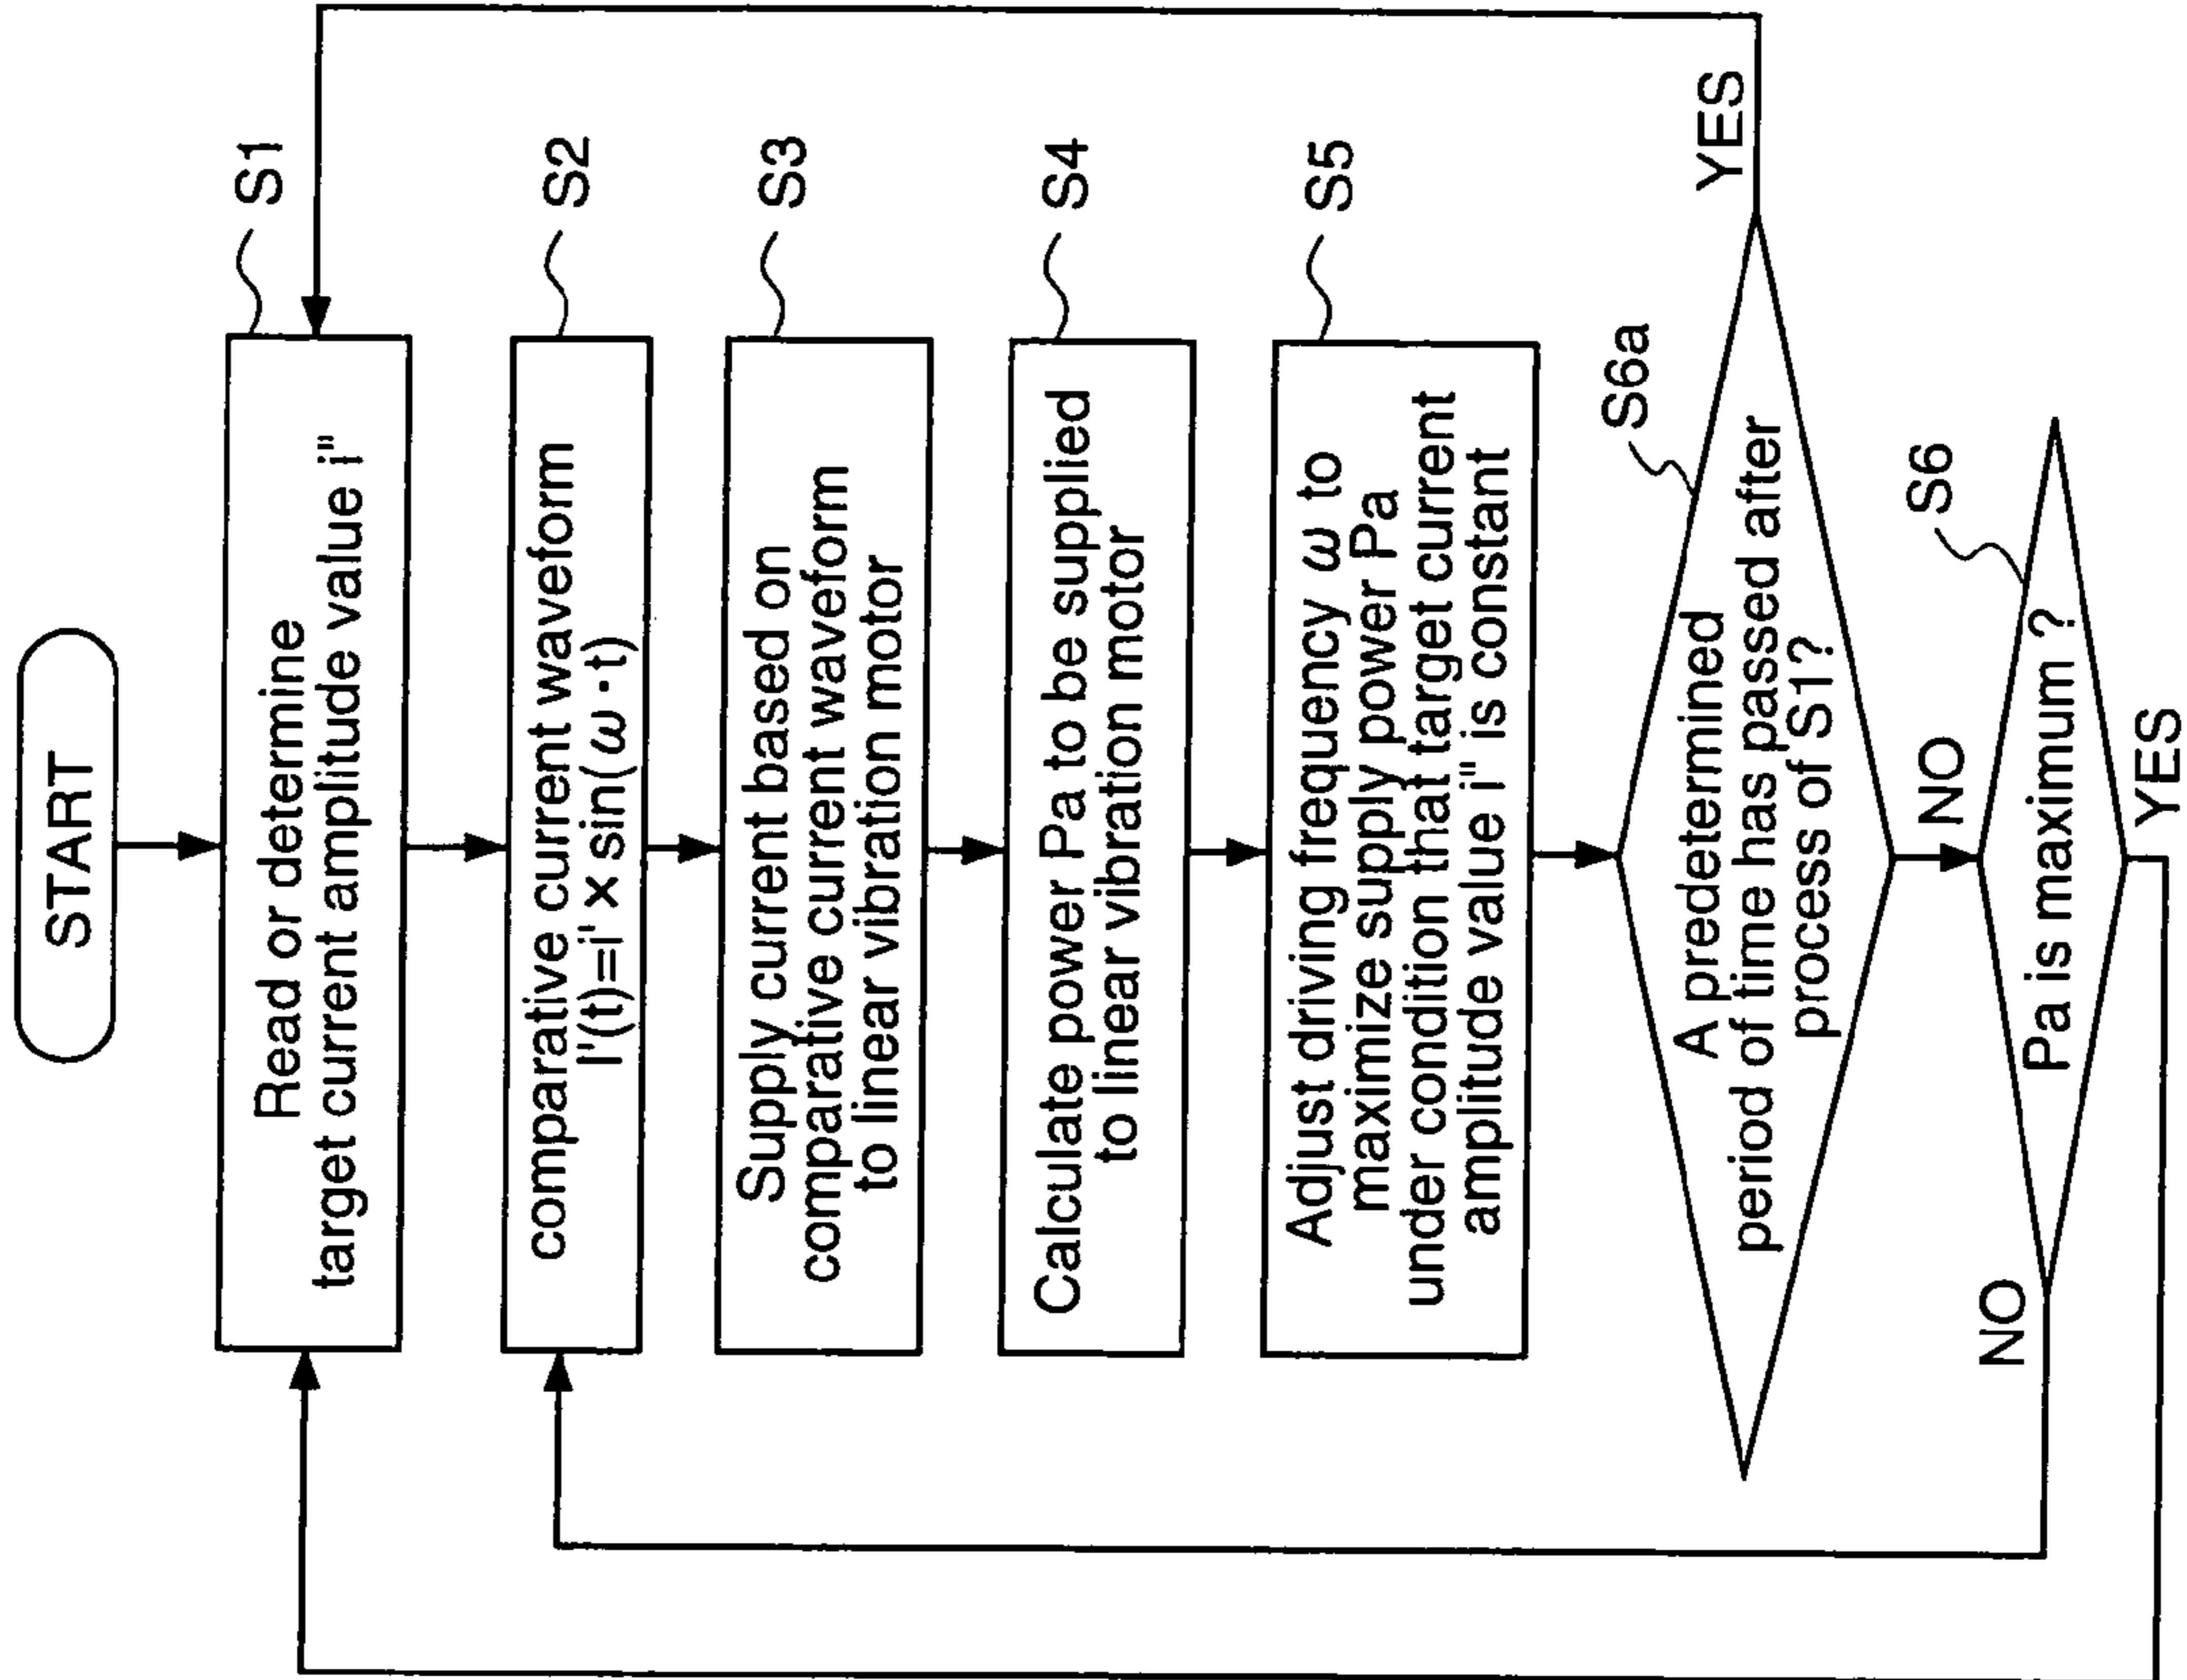 START
S1
Read or determine
target current amplitude value i"
S2
comparative current waveform
I'(t)=i' x sin(ω·t)
S3
Supply current based on
comparative current waveform
to linear vibration motor
S4
Calculate power Pa to be supplied
to linear vibration motor
S5
Adjust driving frequency ω to
maximize supply power Pa
under condition that target current
amplitude value i" is constant
S6a
A predetermined
period of time has passed after
process of S1?
YES
NO
S6
Pa is maximum ?
NO
YES